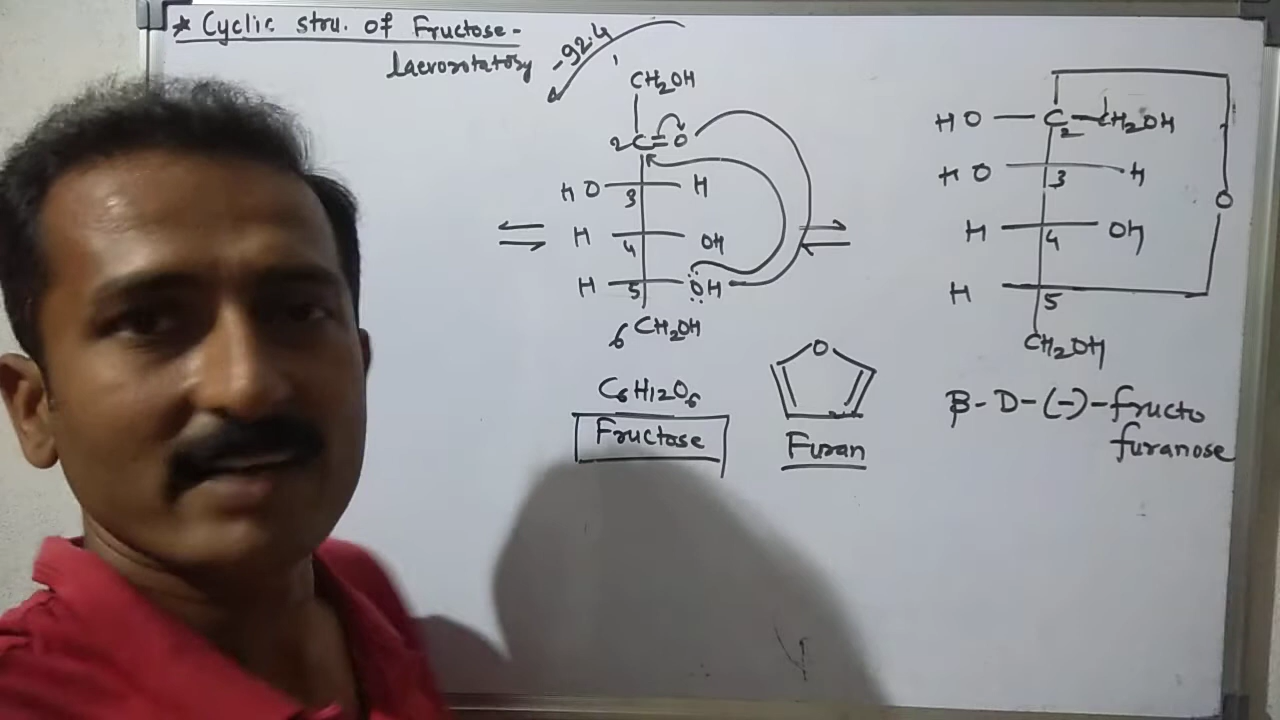 * Cyclic stru. of Fructose -
Laevorotatory -92.4
CH2OH
2C=O
HO 3 H
H 4 OH
H 5 OH
6 CH2OH
C6H12O6
Fructose
O
Furan
HO — C2 — CH2OH
HO 3 H
O
H 4 OH
H 5
CH2OH
β-D-(-)-fructo
furanose